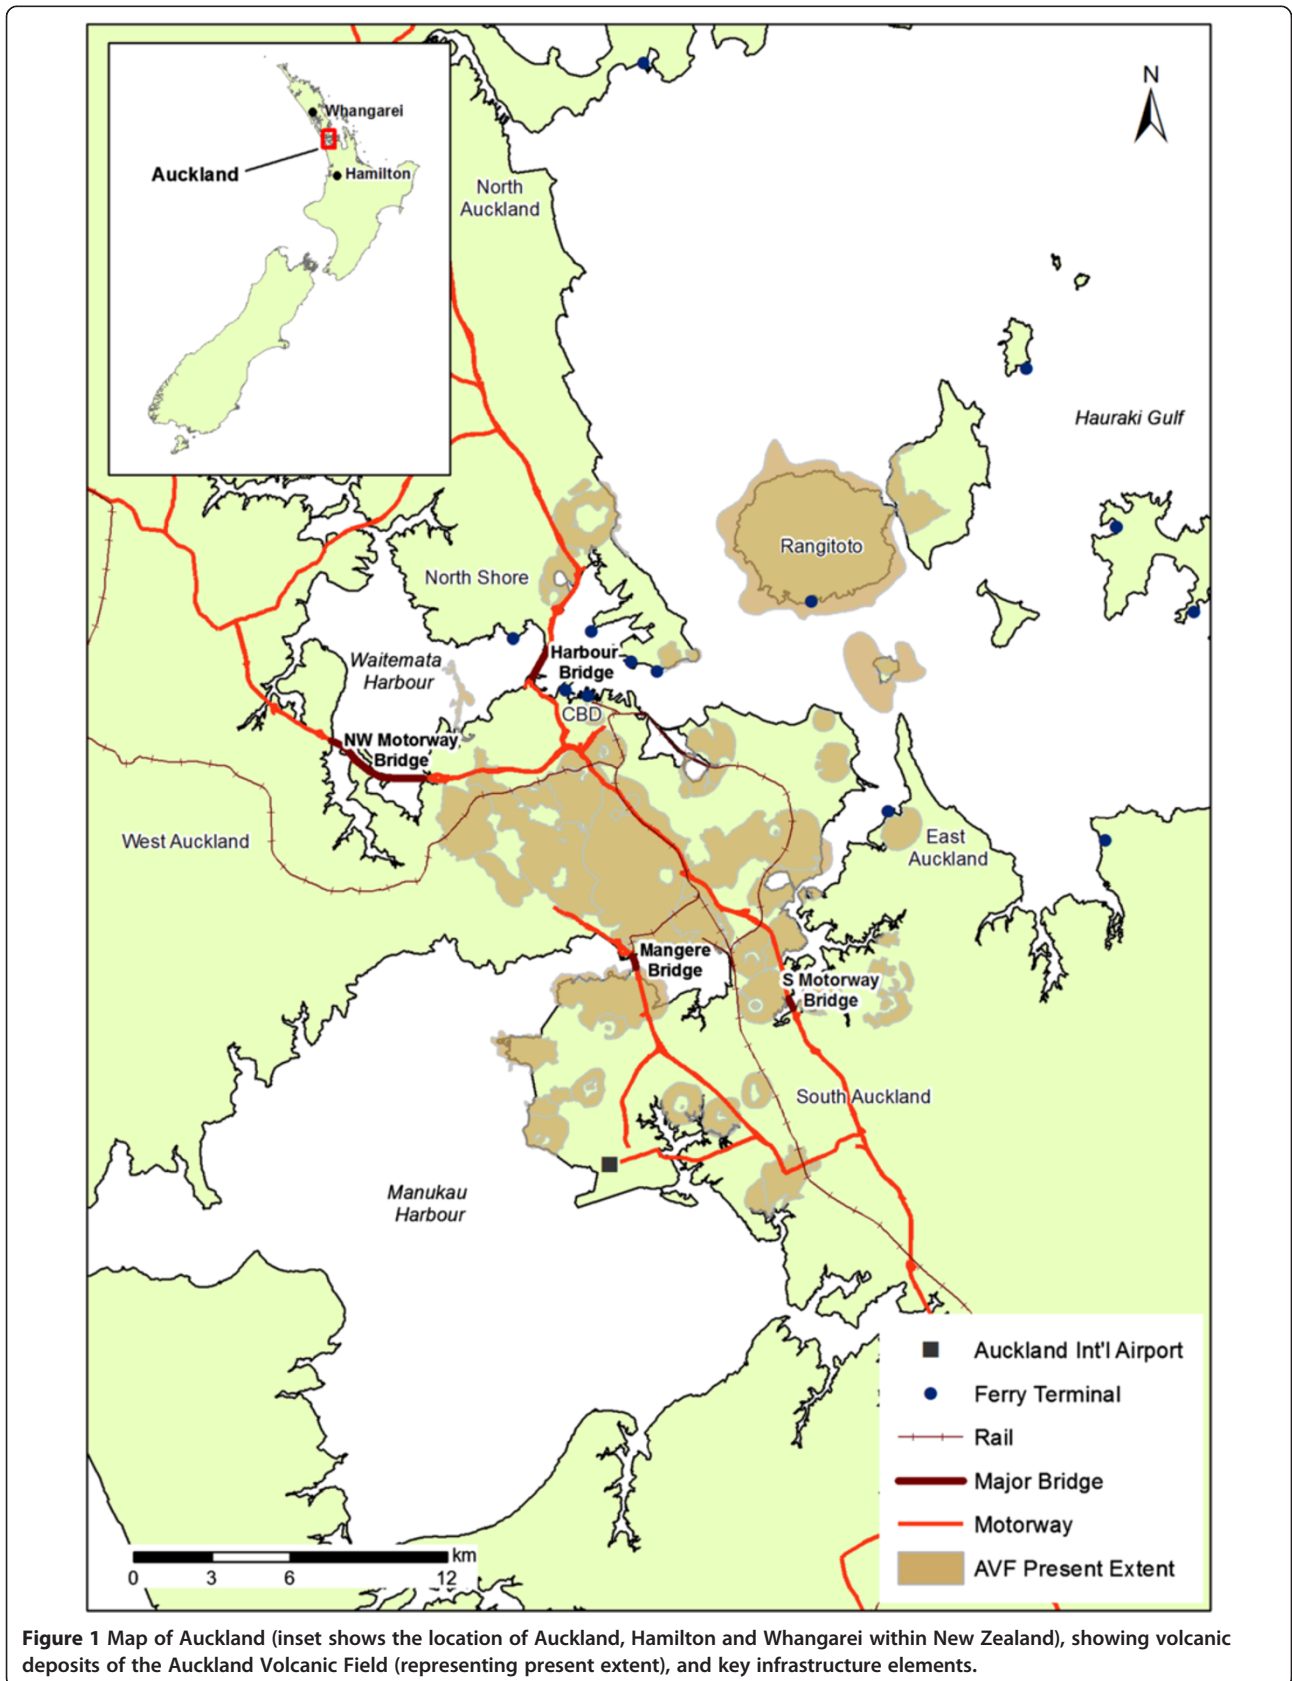 N
Whangarei
Auckland
Hamilton
North
Auckland
Hauraki Gulf
Rangitoto
North Shore
Waitemata
Harbour
Harbour
Bridge
CBD
NW Motorway
Bridge
West Auckland
East
Auckland
Mangere
Bridge
S Motorway
Bridge
South Auckland
Manukau
Harbour
Auckland Int'l Airport
Ferry Terminal
Rail
Major Bridge
Motorway
AVF Present Extent
km
0 3 6 12
Figure 1 Map of Auckland (inset shows the location of Auckland, Hamilton and Whangarei within New Zealand), showing volcanic
deposits of the Auckland Volcanic Field (representing present extent), and key infrastructure elements.